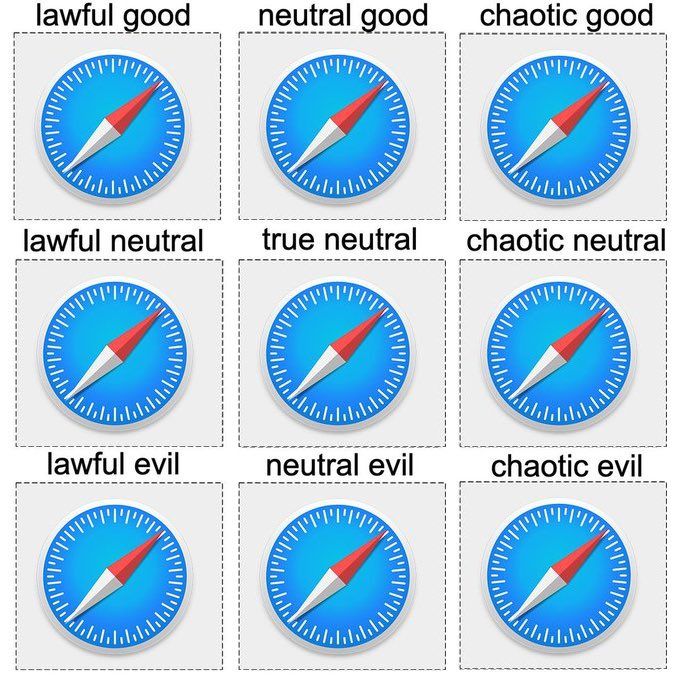 lawful good
neutral good
chaotic good
lawful neutral
true neutral
chaotic neutral
lawful evil
neutral evil
chaotic evil